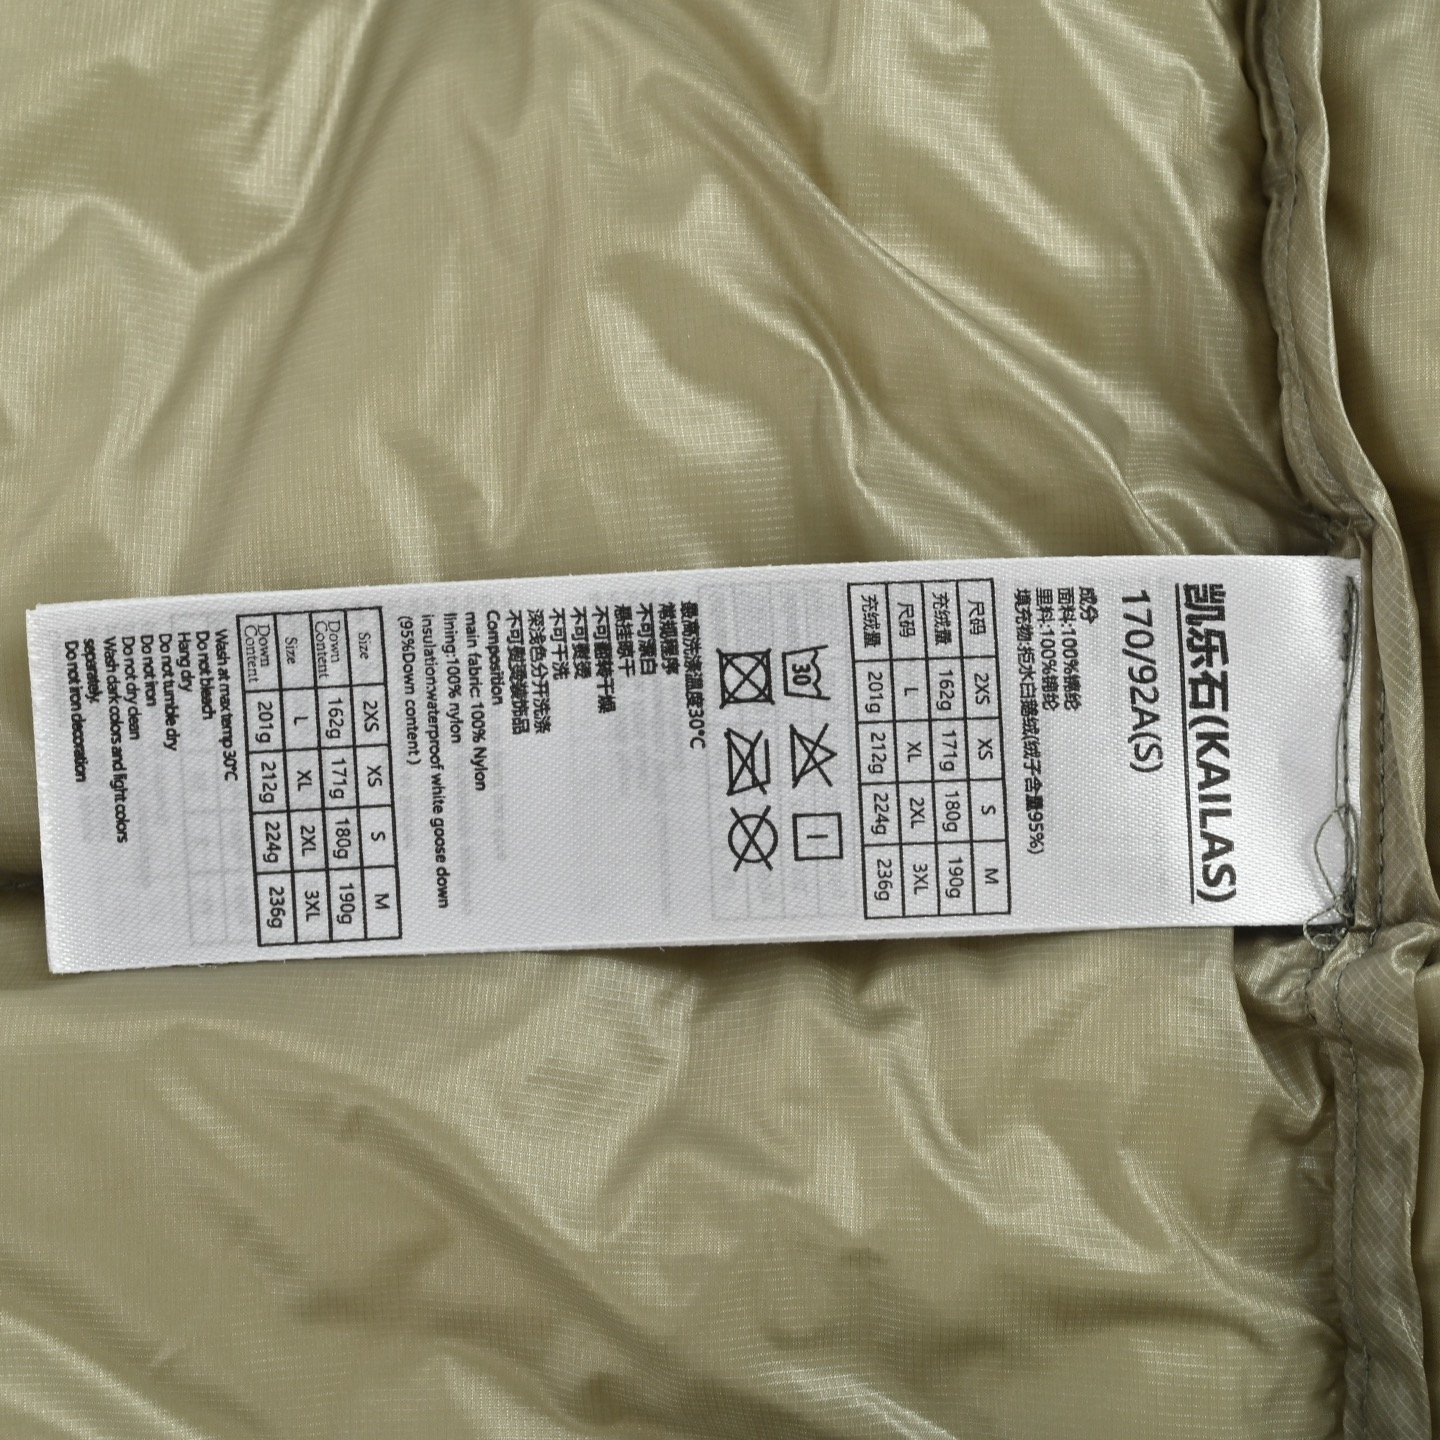 凯乐石(KAILAS)
170/92A(S)
成分
面料:100%锦纶
里料:100%锦纶
填充物:拒水白鹅绒(绒子含量95%)
尺码 2XS XS S M
充绒量 162g 171g 180g 190g
尺码 L XL 2XL 3XL
充绒量 201g 212g 224g 236g
30
最高洗涤温度30°C
常规程序
不可漂白
悬挂晾干
不可翻转干燥
不可熨烫
不可干洗
深浅色分开洗涤
不可熨烫装饰品
Composition
main fabric: 100% Nylon
lining:100% nylon
insulation:waterproof white goose down
(95%Down content)
Size 2XS XS S M
Down Content 162g 171g 180g 190g
Size L XL 2XL 3XL
Down Content 201g 212g 224g 236g
Wash at max temp 30°C
Do not bleach
Hang dry
Do not tumble dry
Do not iron
Do not dry clean
Wash dark colors and light colors
separately.
Do not iron decoration